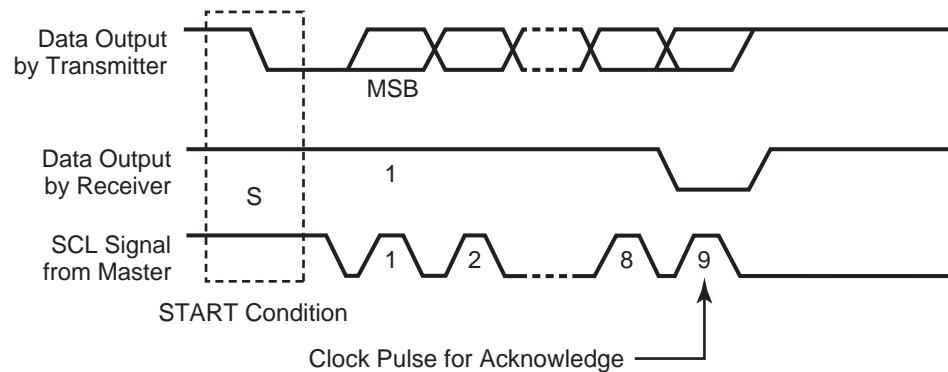 Data Output
by Transmitter
MSB
Data Output
by Receiver
1
S
SCL Signal
from Master
1
2
8
9
START Condition
Clock Pulse for Acknowledge